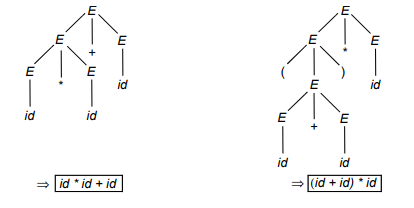 E E
E + E E * E
E * E id ( E ) id
id id E + E
id id
⇒ id * id + id ⇒ (id + id) * id